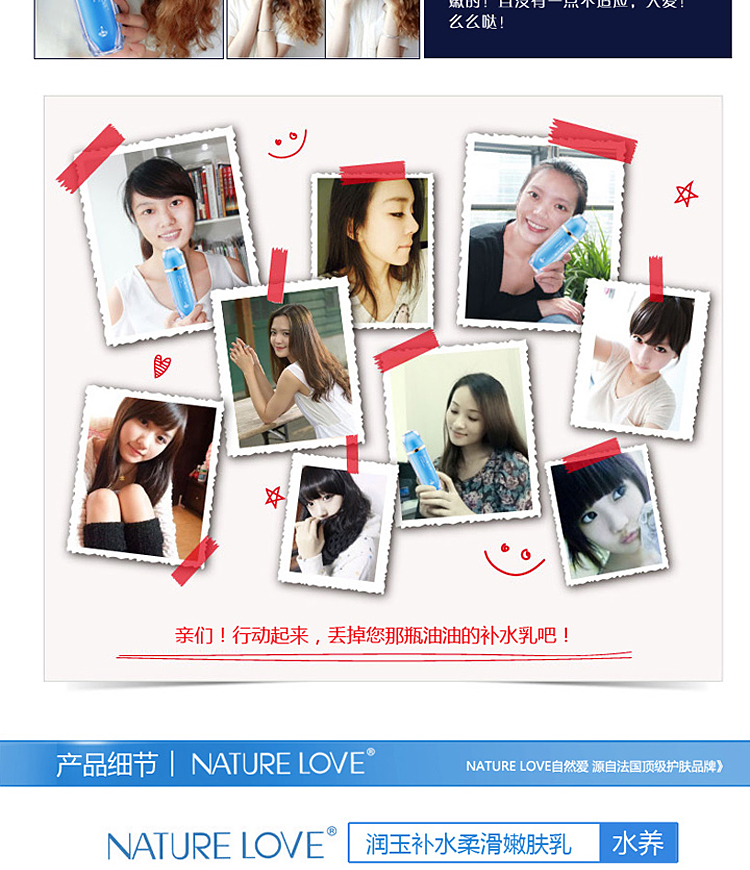 嫩的！且没有一点不适应，大爱！
么么哒！
亲们！行动起来，丢掉您那瓶油油的补水乳吧！
产品细节 | NATURE LOVE®
NATURE LOVE自然爱 源自法国顶级护肤品牌》
NATURE LOVE® 润玉补水柔滑嫩肤乳 水养